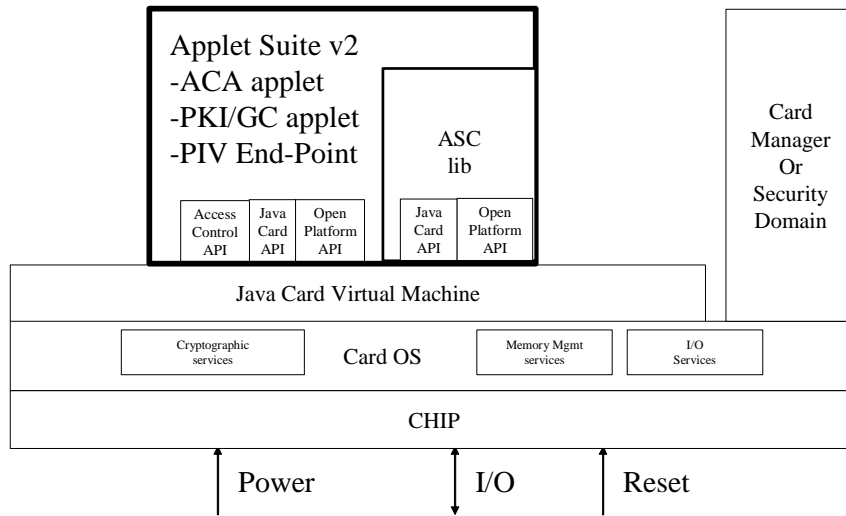 Applet Suite v2
-ACA applet
-PKI/GC applet
-PIV End-Point
ASC
lib
Access
Control
API
Java
Card
API
Open
Platform
API
Java
Card
API
Open
Platform
API
Card
Manager
Or
Security
Domain
Java Card Virtual Machine
Cryptographic
services
Card OS
Memory Mgmt
services
I/O
Services
CHIP
Power
I/O
Reset